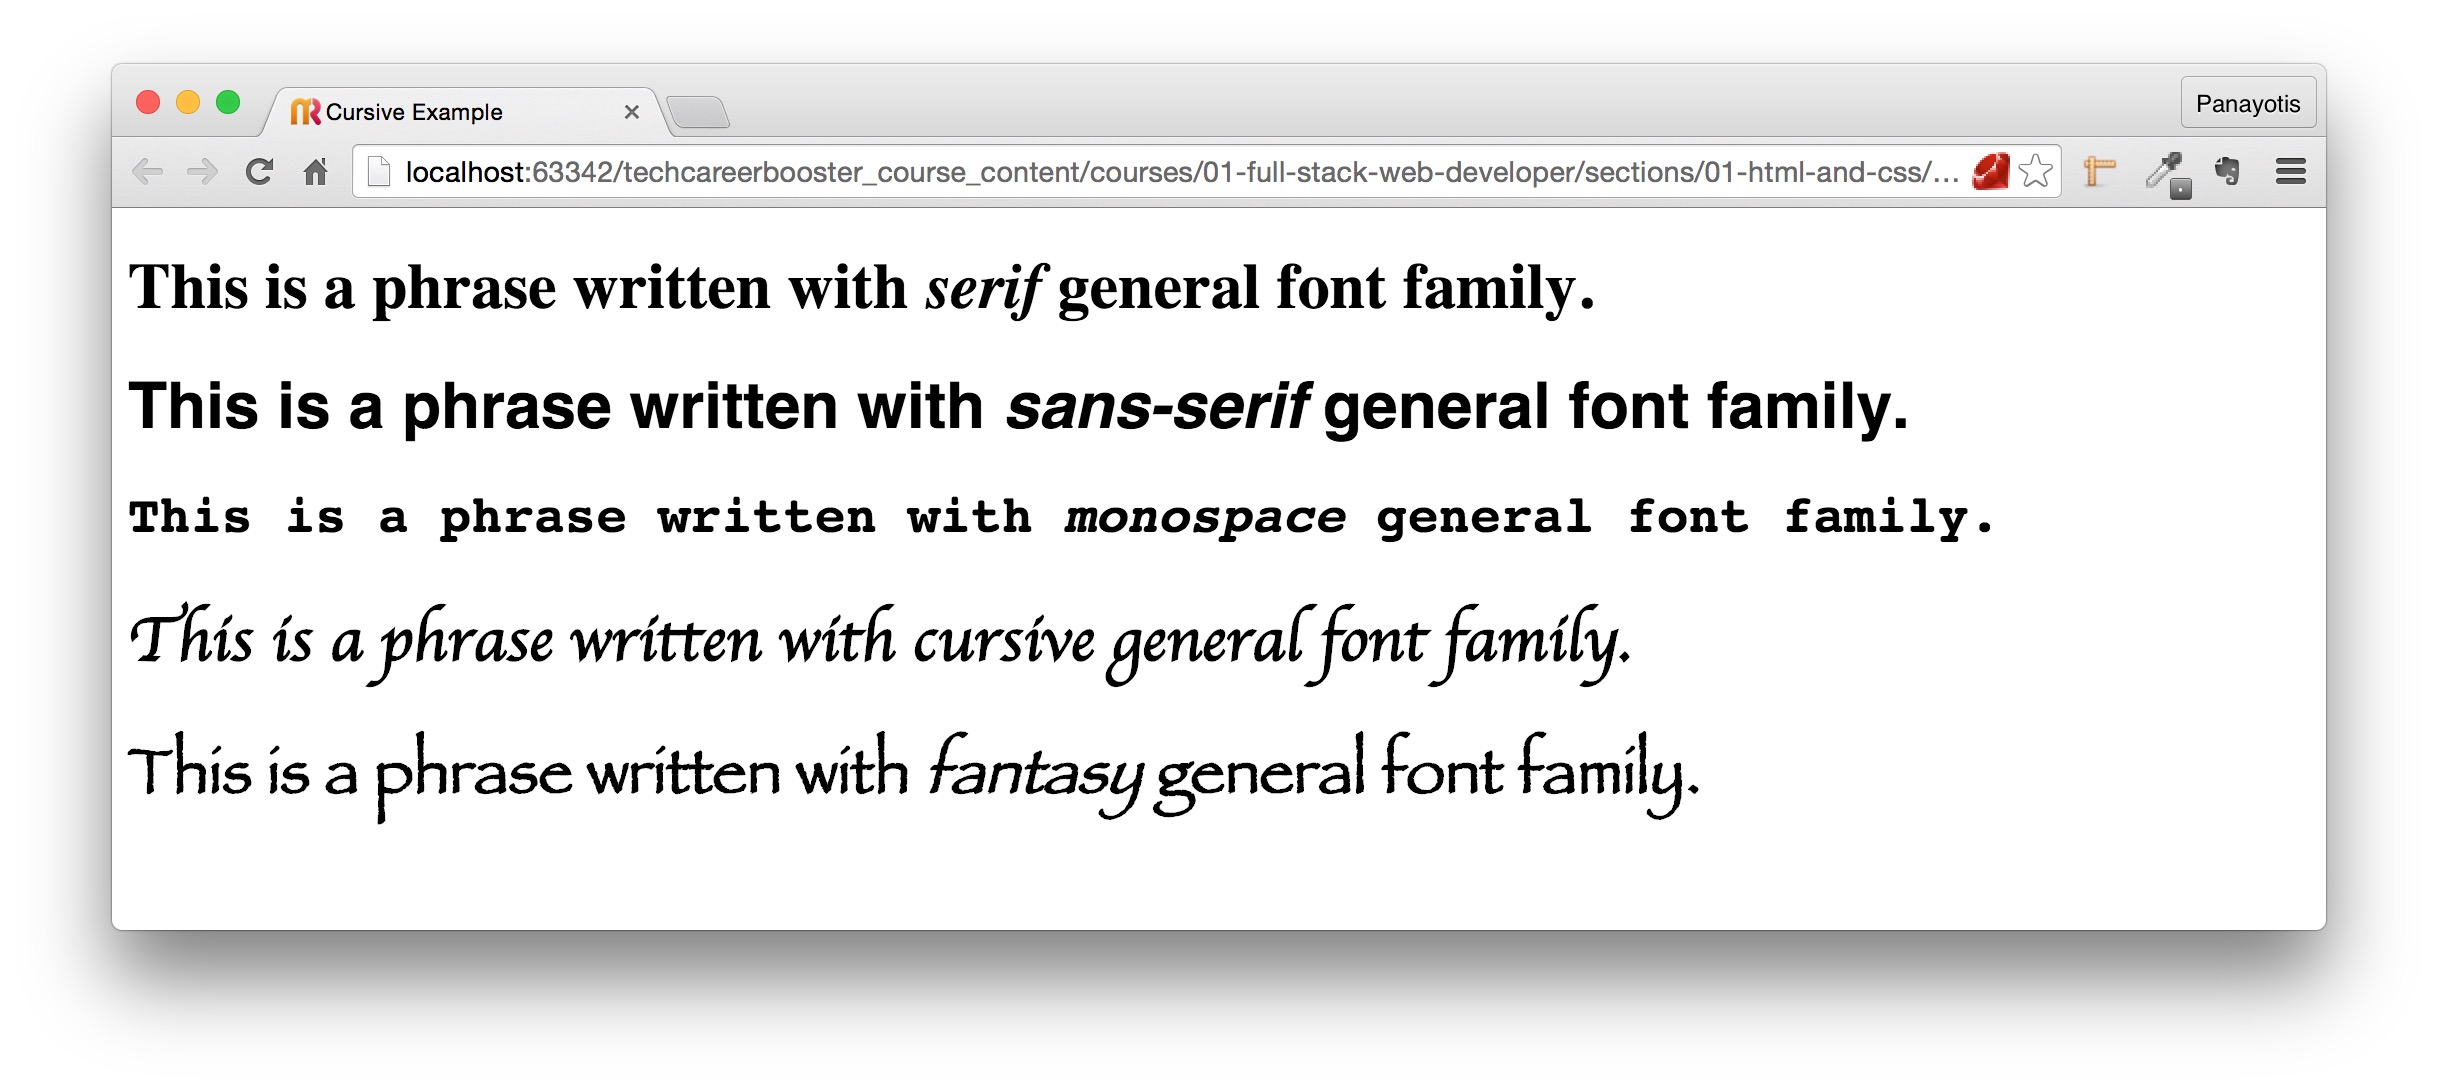 Cursive Example
Panayotis
localhost:63342/techcareerbooster_course_content/courses/01-full-stack-web-developer/sections/01-html-and-css/...
This is a phrase written with serif general font family.
This is a phrase written with sans-serif general font family.
This is a phrase written with monospace general font family.
This is a phrase written with cursive general font family.
This is a phrase written with fantasy general font family.